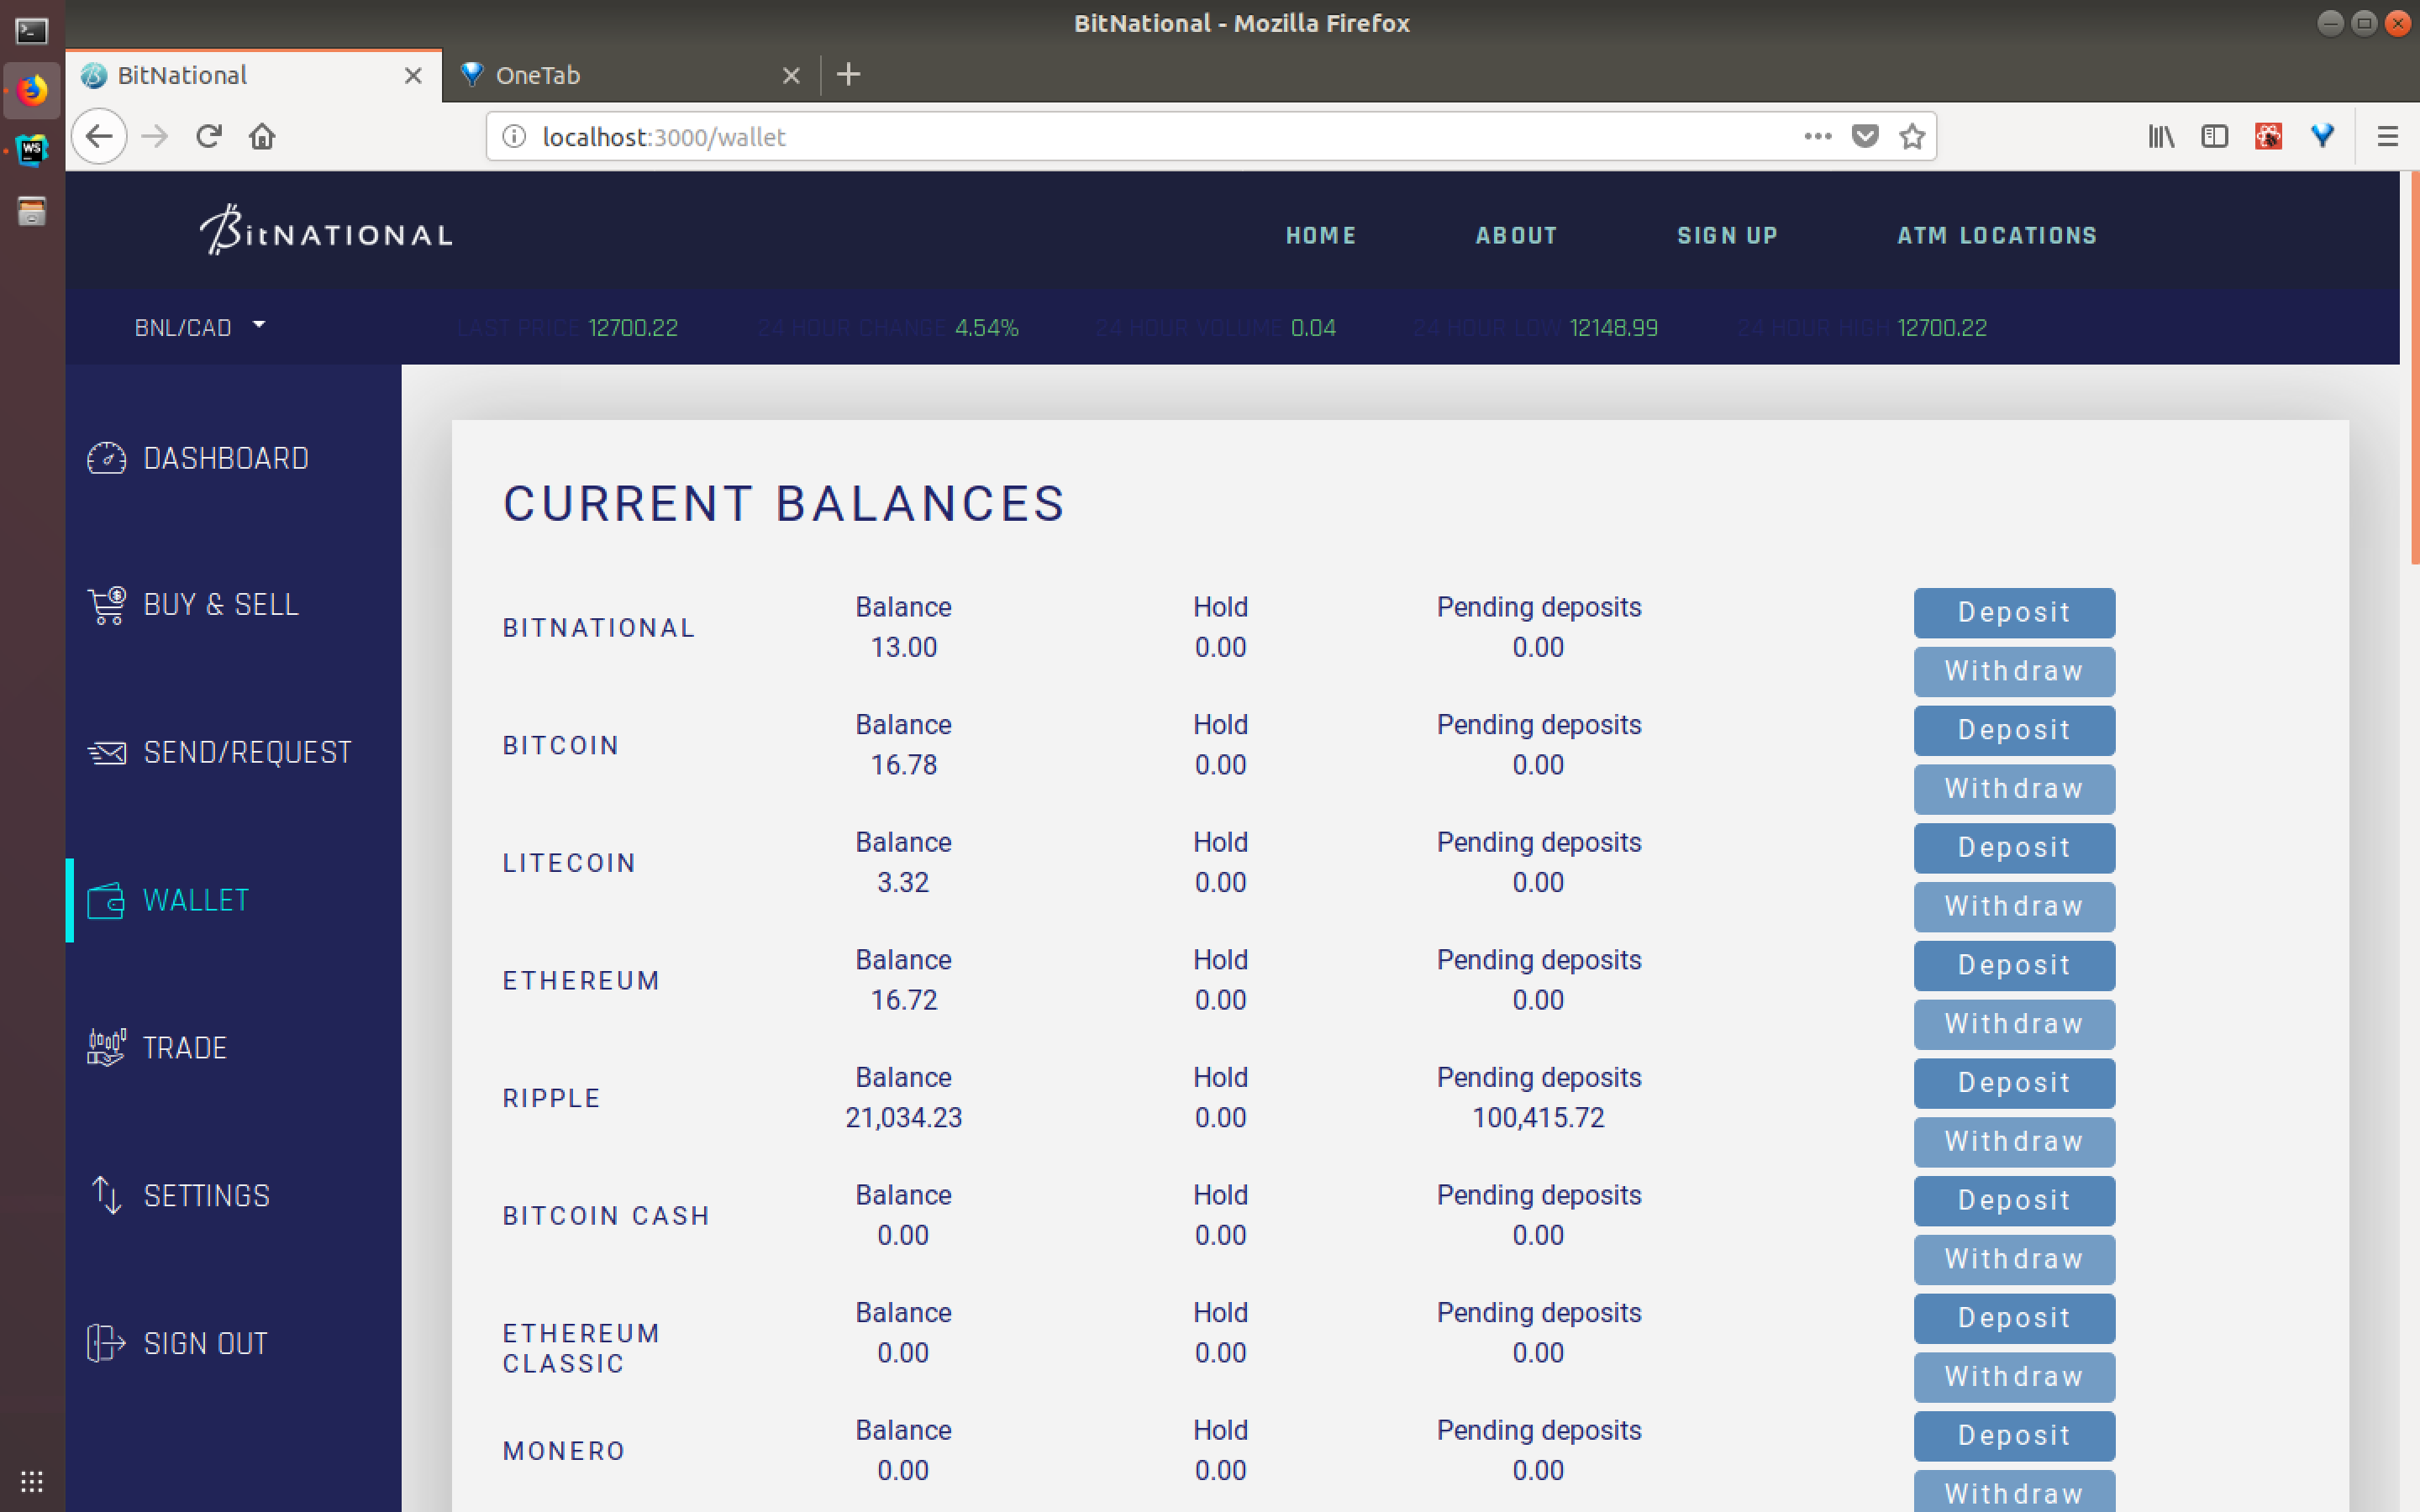 BitNational - Mozilla Firefox
BitNational
OneTab
localhost:3000/wallet
BitNATIONAL
HOME
ABOUT
SIGN UP
ATM LOCATIONS
BNL/CAD
LAST PRICE 12700.22
24 HOUR CHANGE 4.54%
24 HOUR VOLUME 0.04
24 HOUR LOW 12148.99
24 HOUR HIGH 12700.22
DASHBOARD
BUY & SELL
SEND/REQUEST
WALLET
TRADE
SETTINGS
SIGN OUT
CURRENT BALANCES
BITNATIONAL
Balance
13.00
Hold
0.00
Pending deposits
0.00
Deposit
Withdraw
BITCOIN
Balance
16.78
Hold
0.00
Pending deposits
0.00
Deposit
Withdraw
LITECOIN
Balance
3.32
Hold
0.00
Pending deposits
0.00
Deposit
Withdraw
ETHEREUM
Balance
16.72
Hold
0.00
Pending deposits
0.00
Deposit
Withdraw
RIPPLE
Balance
21,034.23
Hold
0.00
Pending deposits
100,415.72
Deposit
Withdraw
BITCOIN CASH
Balance
0.00
Hold
0.00
Pending deposits
0.00
Deposit
Withdraw
ETHEREUM
CLASSIC
Balance
0.00
Hold
0.00
Pending deposits
0.00
Deposit
Withdraw
MONERO
Balance
0.00
Hold
0.00
Pending deposits
0.00
Deposit
Withdraw
WS